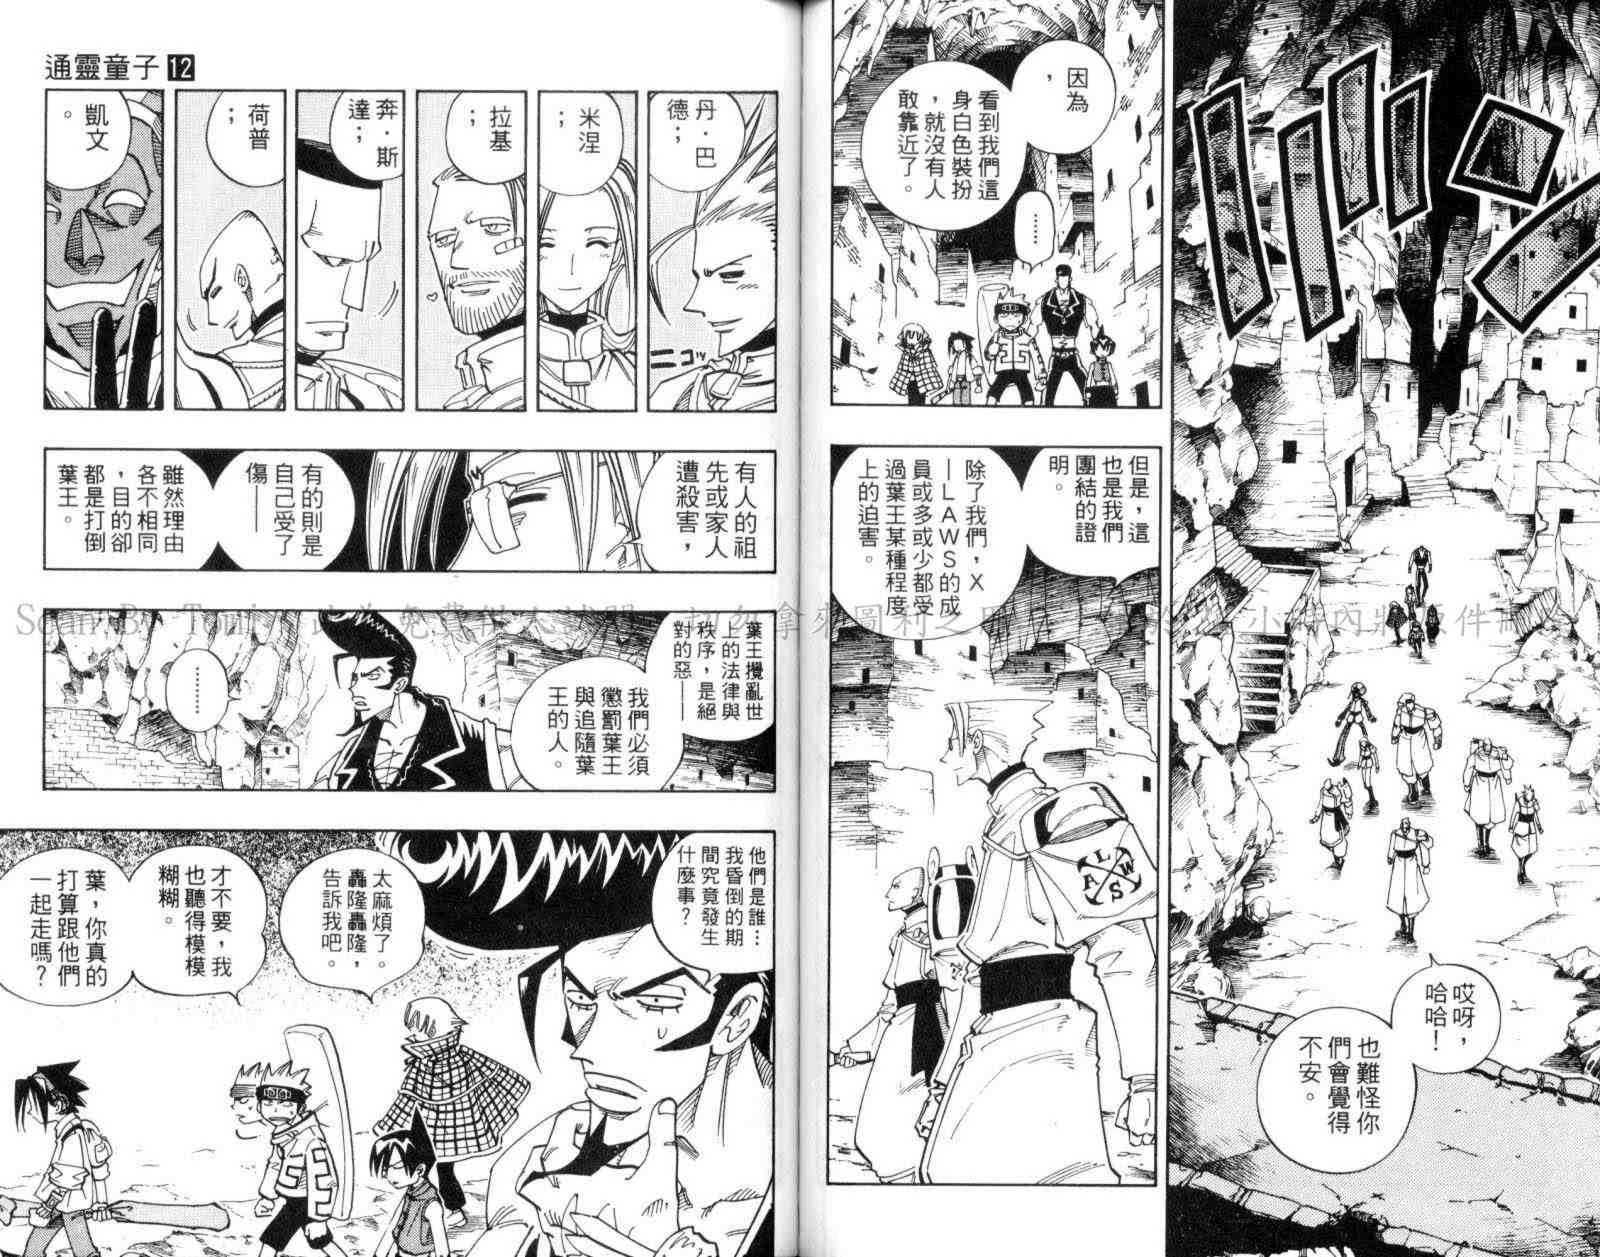 哎呀，
哈哈！
也難怪你
們會覺得
不安。
因為
，
看到我們這
身白色裝扮
，就沒有人
敢靠近了。
………
但是，這
也是我們
團結的證
明。
除了我們，X
—LAWS的成
員或多或少都受
過葉王某種程度
上的迫害。
LAWS
通靈童子12
丹．巴
德；
米涅
；
拉基
；
奔．斯
達；
荷普
；
凱文
。
ニコッ
有人的祖
先或家人
遭殺害，
有的則是
自己受了
傷——
雖然理由
各不相同
，目的卻
都是打倒
葉王。
葉王攪亂世
上的法律與
秩序，是絕
對的惡——
我們必須
懲罰葉王
與追隨葉
王的人。
………
他們是誰…
我昏倒的期
間究竟發生
什麼事？
太麻煩了。
轟隆轟隆，
告訴我吧。
才不要，我
也聽得模模
糊糊。
葉，你真的
打算跟他們
一起走嗎？